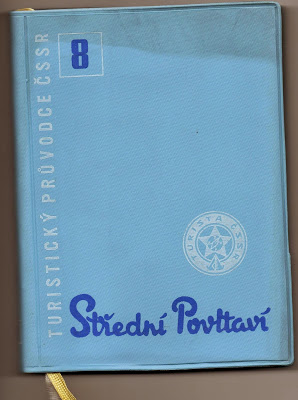 TURISTICKÝ PRŮVODCE ČSSR
8
TURISTA ČSSR
Střední Povltaví